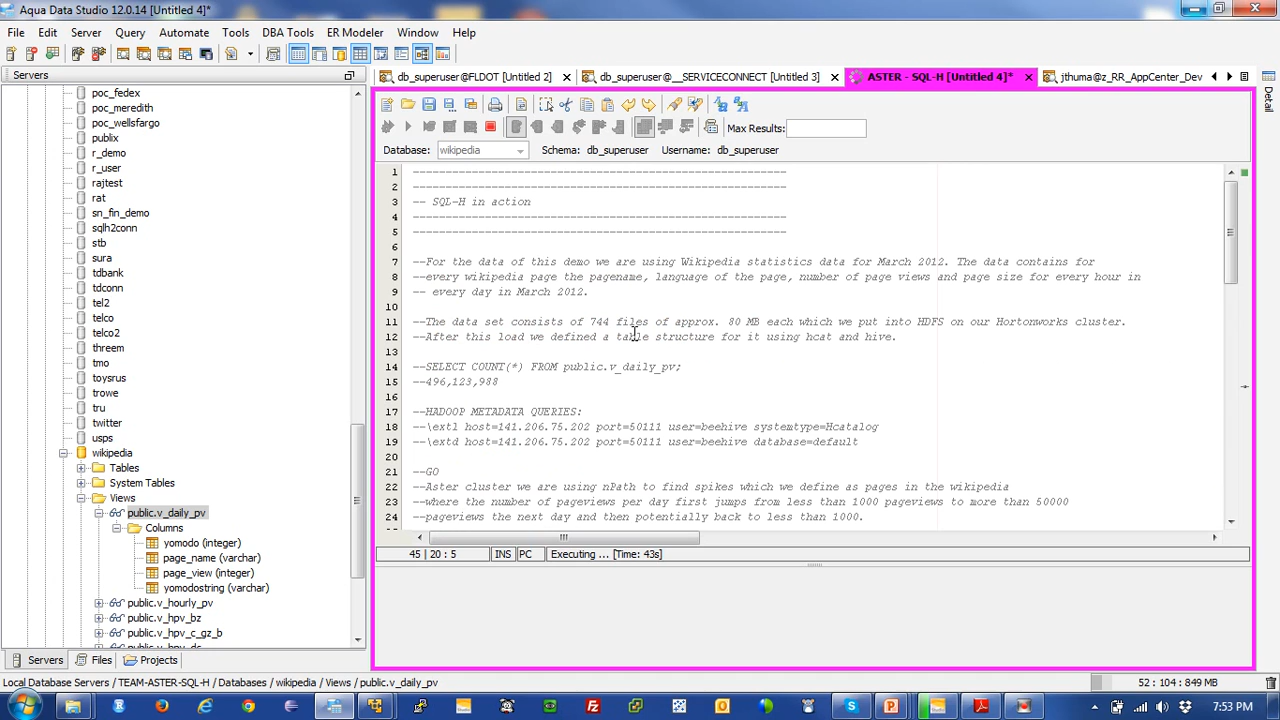 Aqua Data Studio 12.0.14 [Untitled 4]*
File Edit Server Query Automate Tools DBA Tools ER Modeler Window Help
Servers
poc_fedex
poc_meredith
poc_wellsfargo
publix
r_demo
r_user
rajtest
rat
sn_fin_demo
sqlh2conn
stb
sura
tdbank
tdconn
tel2
telco
telco2
threem
tmo
toysrus
trowe
tru
twitter
usps
wikipedia
Tables
System Tables
Views
public.v_daily_pv
Columns
yomodo (integer)
page_name (varchar)
page_view (integer)
yomodostring (varchar)
public.v_hourly_pv
public.v_hpv_bz
public.v_hpv_c_gz_b
public.v_hpv_ds
Servers Files Projects
db_superuser@FLDOT [Untitled 2] db_superuser@__SERVICECONNECT [Untitled 3] ASTER - SQL-H [Untitled 4]* jthuma@z_RR_AppCenter_Dev
Max Results:
Database: wikipedia Schema: db_superuser Username: db_superuser
1 ---------------------------------------------------------
2 ---------------------------------------------------------
3 -- SQL-H in action
4 ---------------------------------------------------------
5 ---------------------------------------------------------
6
7 --For the data of this demo we are using Wikipedia statistics data for March 2012. The data contains for
8 --every wikipedia page the pagename, language of the page, number of page views and page size for every hour in
9 -- every day in March 2012.
10
11 --The data set consists of 744 files of approx. 80 MB each which we put into HDFS on our Hortonworks cluster.
12 --After this load we defined a table structure for it using hcat and hive.
13
14 --SELECT COUNT(*) FROM public.v_daily_pv;
15 --496,123,988
16
17 --HADOOP METADATA QUERIES:
18 --\extl host=141.206.75.202 port=50111 user=beehive systemtype=Hcatalog
19 --\extd host=141.206.75.202 port=50111 user=beehive database=default
20
21 --GO
22 --Aster cluster we are using nPath to find spikes which we define as pages in the wikipedia
23 --where the number of pageviews per day first jumps from less than 1000 pageviews to more than 50000
24 --pageviews the next day and then potentially back to less than 1000.
45 | 20 : 5 INS PC Executing ... [Time: 43s]
Detail
Local Database Servers / TEAM-ASTER-SQL-H / Databases / wikipedia / Views / public.v_daily_pv
52 : 104 : 849 MB
7:53 PM